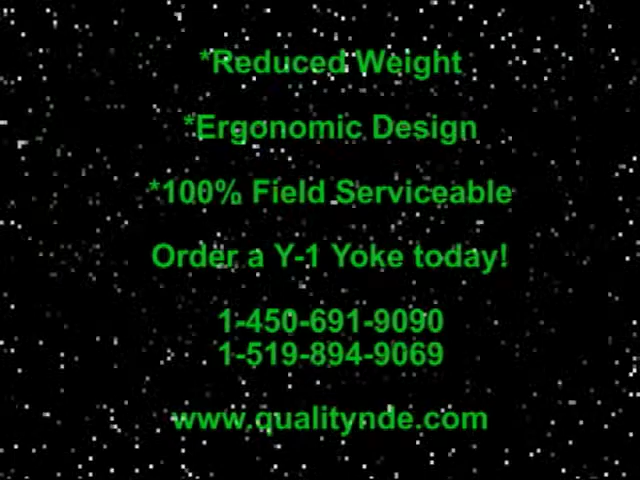 *Reduced Weight
*Ergonomic Design
*100% Field Serviceable
Order a Y-1 Yoke today!
1-450-691-9090
1-519-894-9069
www.qualitynde.com